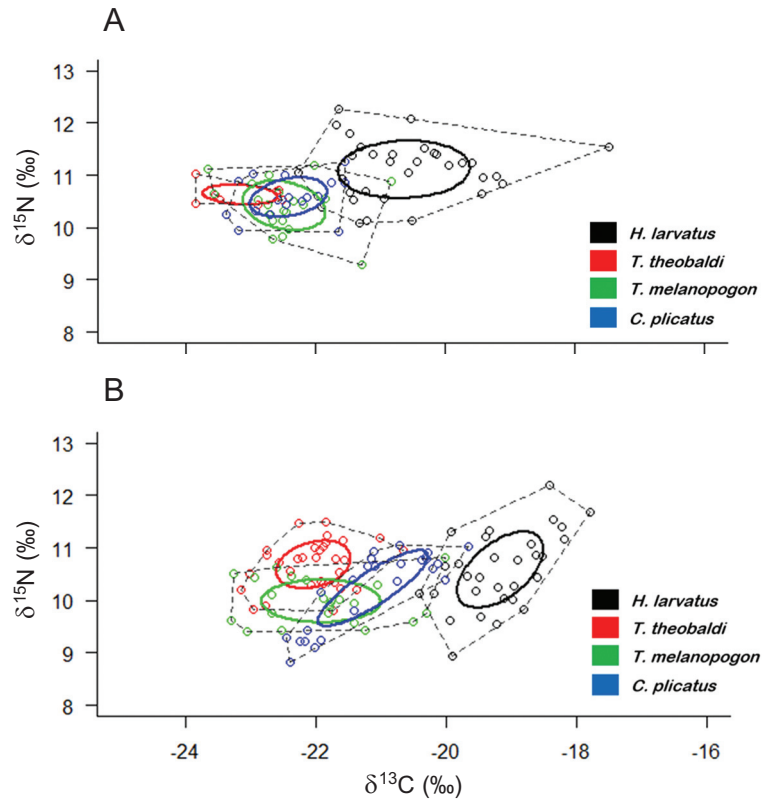 A
13
12
11
10
9
8
δ15N (‰)
H. larvatus
T. theobaldi
T. melanopogon
C. plicatus
B
13
12
11
10
9
8
δ15N (‰)
H. larvatus
T. theobaldi
T. melanopogon
C. plicatus
-24 -22 -20 -18 -16
δ13C (‰)